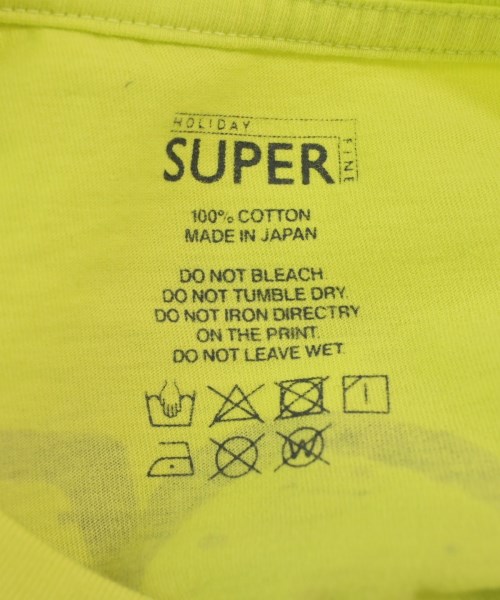 HOLIDAY
SUPER
FINE
100% COTTON
MADE IN JAPAN
DO NOT BLEACH.
DO NOT TUMBLE DRY.
DO NOT IRON DIRECTRY
ON THE PRINT.
DO NOT LEAVE WET.
W